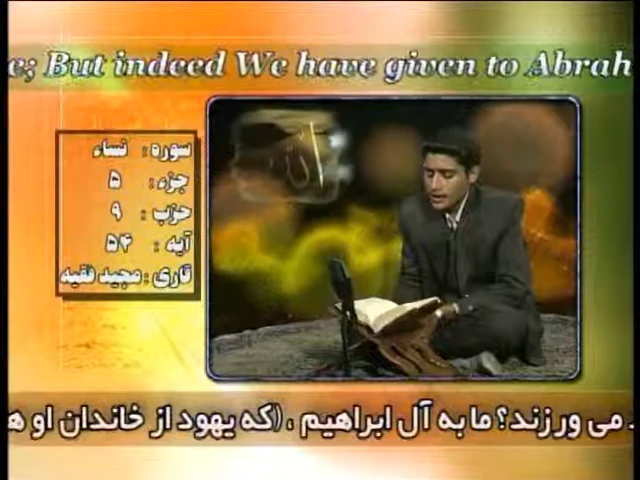 e; But indeed We have given to Abrah
سوره : نساء
جزء : ۵
حزب : ۹
آیه : ۵۴
قاری : مجید فقیه
می ورزند؟ ما به آل ابراهیم ، (که یهود از خاندان او ه